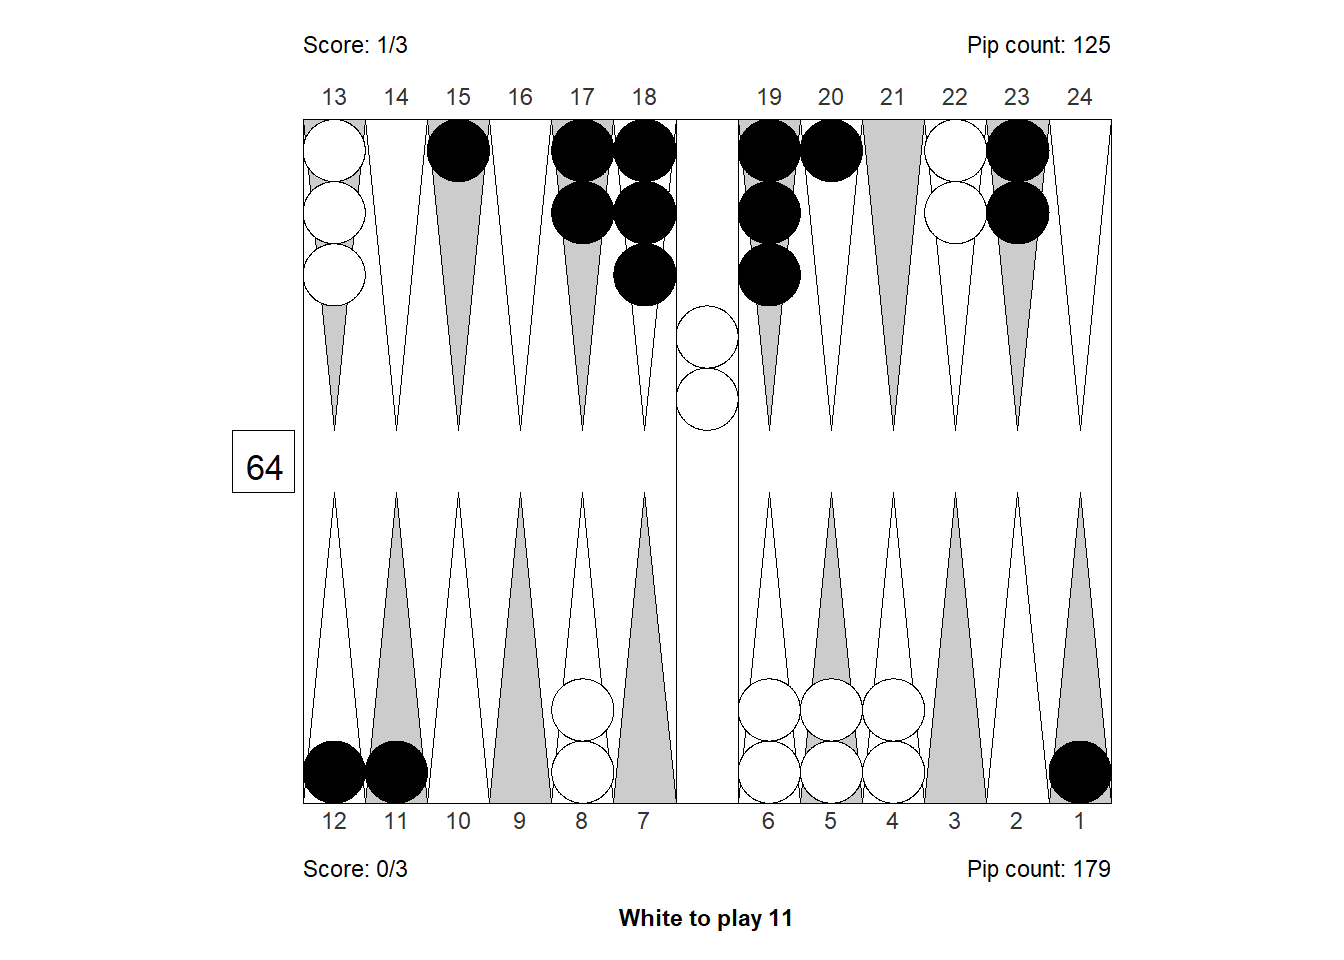 Score: 1/3 Pip count: 125
13 14 15 16 17 18 19 20 21 22 23 24
64
12 11 10 9 8 7 6 5 4 3 2 1
Score: 0/3 Pip count: 179
White to play 11